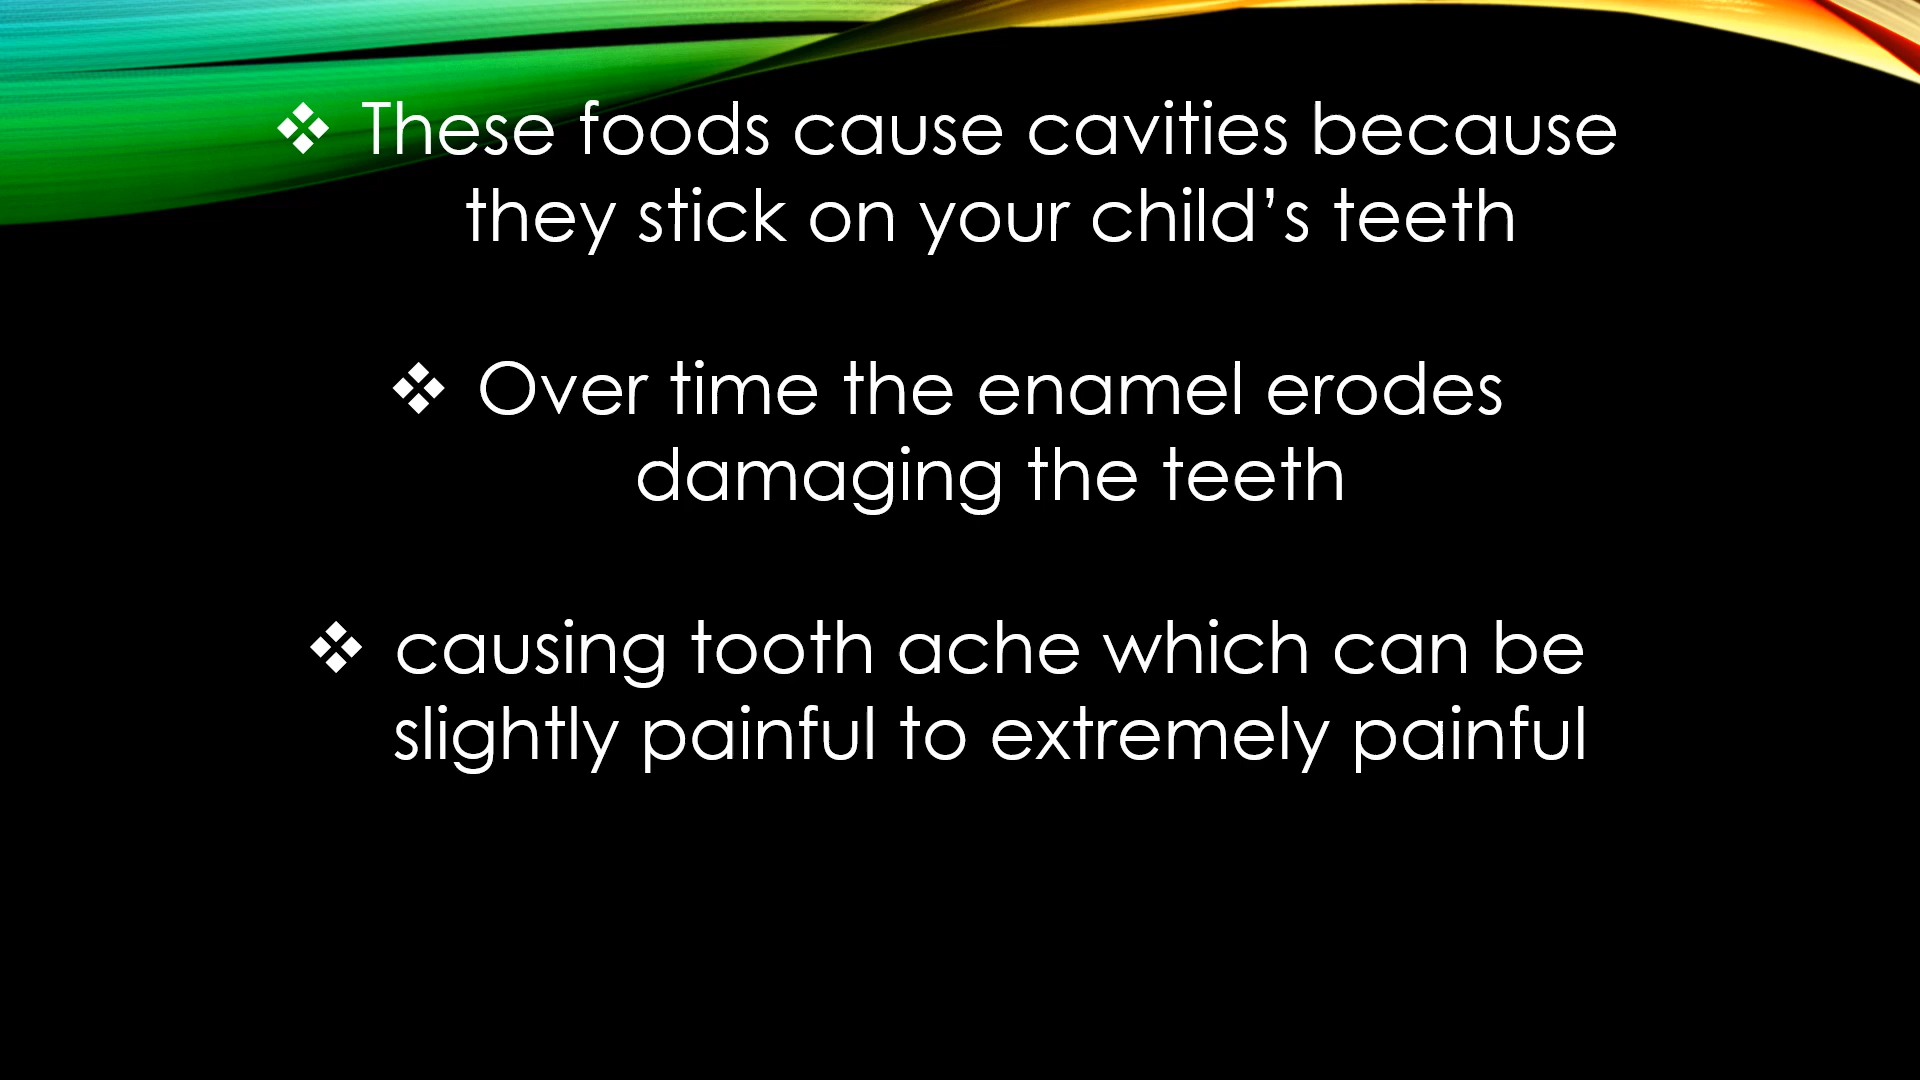 ❖ These foods cause cavities because
they stick on your child’s teeth
❖ Over time the enamel erodes
damaging the teeth
❖ causing tooth ache which can be
slightly painful to extremely painful